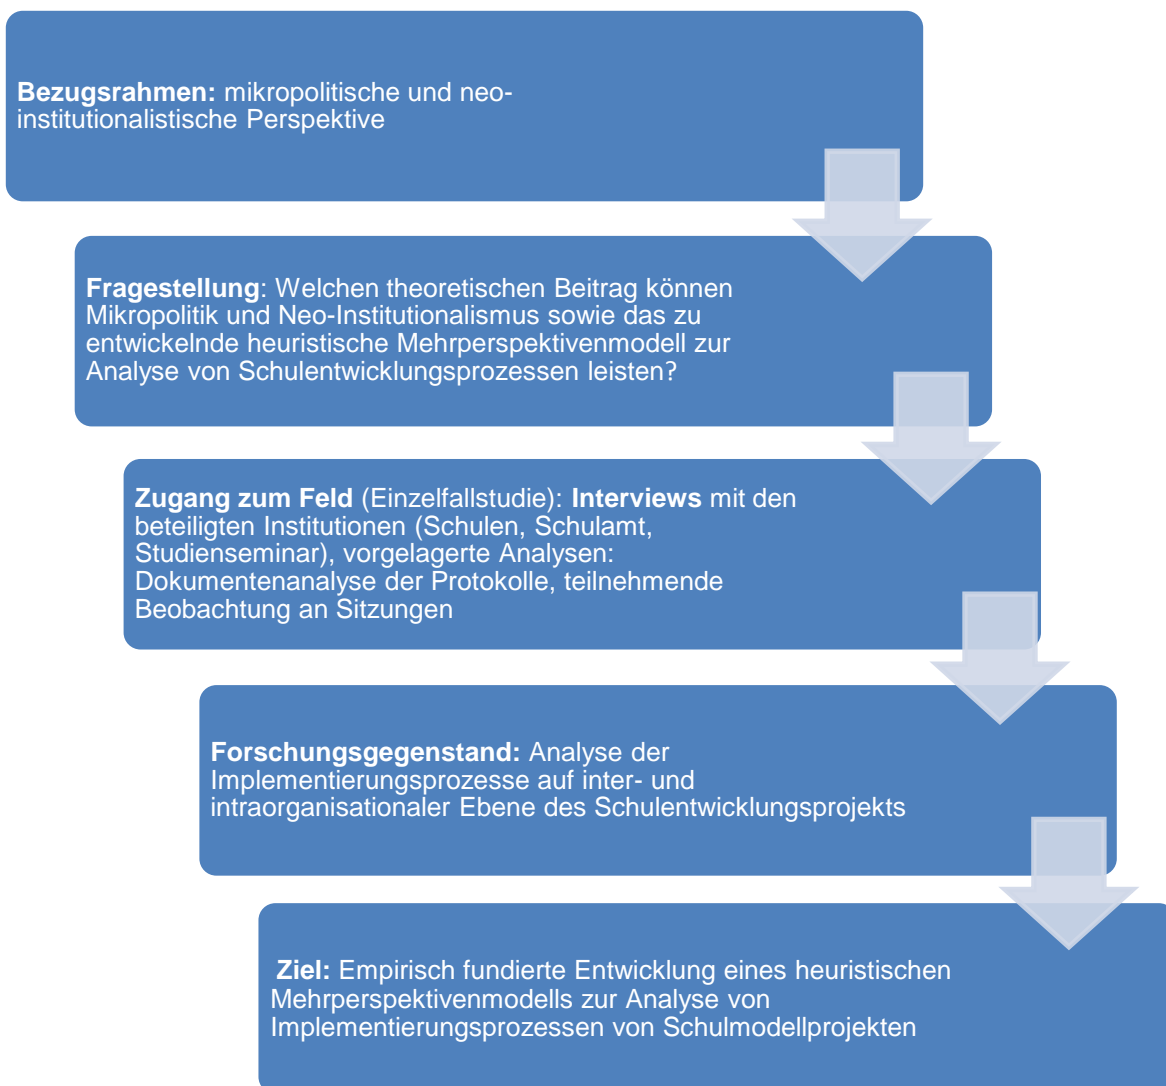 Bezugsrahmen: mikropolitische und neo-
institutionalistische Perspektive
Fragestellung: Welchen theoretischen Beitrag können
Mikropolitik und Neo-Institutionalismus sowie das zu
entwickelnde heuristische Mehrperspektivenmodell zur
Analyse von Schulentwicklungsprozessen leisten?
Zugang zum Feld (Einzelfallstudie): Interviews mit den
beteiligten Institutionen (Schulen, Schulamt,
Studienseminar), vorgelagerte Analysen:
Dokumentenanalyse der Protokolle, teilnehmende
Beobachtung an Sitzungen
Forschungsgegenstand: Analyse der
Implementierungsprozesse auf inter- und
intraorganisationaler Ebene des Schulentwicklungsprojekts
Ziel: Empirisch fundierte Entwicklung eines heuristischen
Mehrperspektivenmodells zur Analyse von
Implementierungsprozessen von Schulmodellprojekten